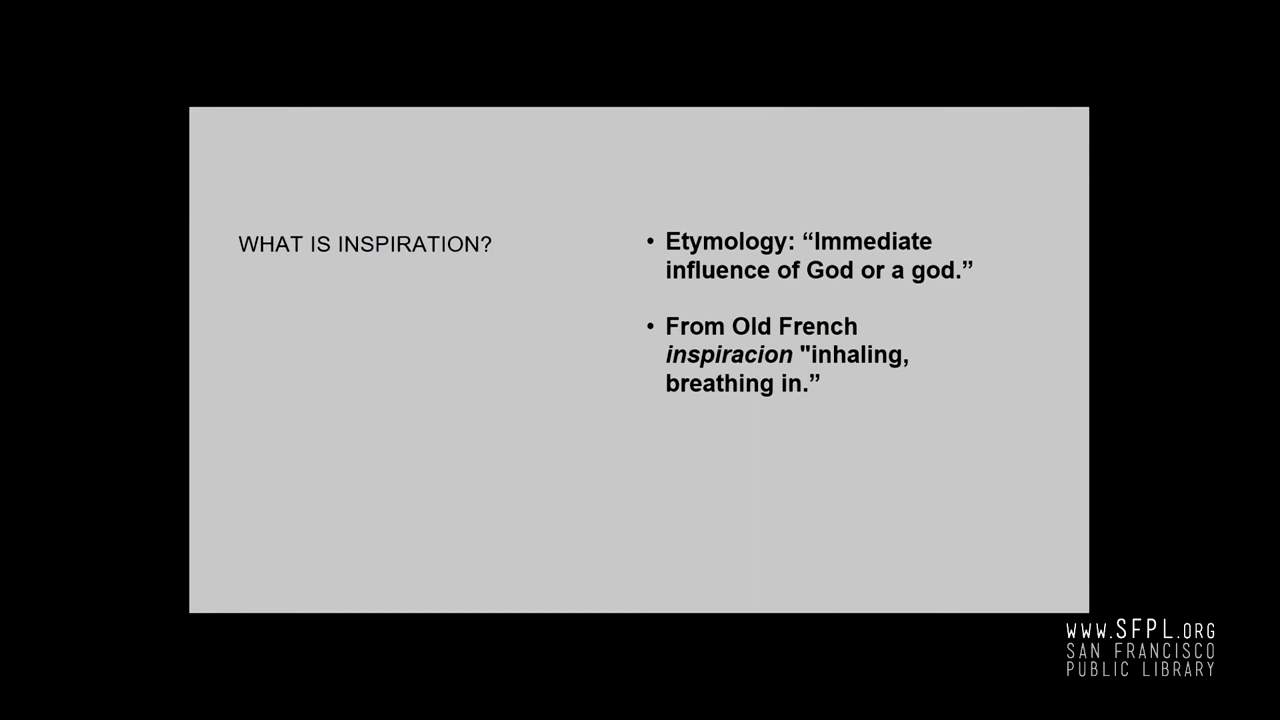 WHAT IS INSPIRATION?
• Etymology: “Immediate
influence of God or a god.”
• From Old French
inspiracion "inhaling,
breathing in.”
WWW.SFPL.ORG
SAN FRANCISCO
PUBLIC LIBRARY